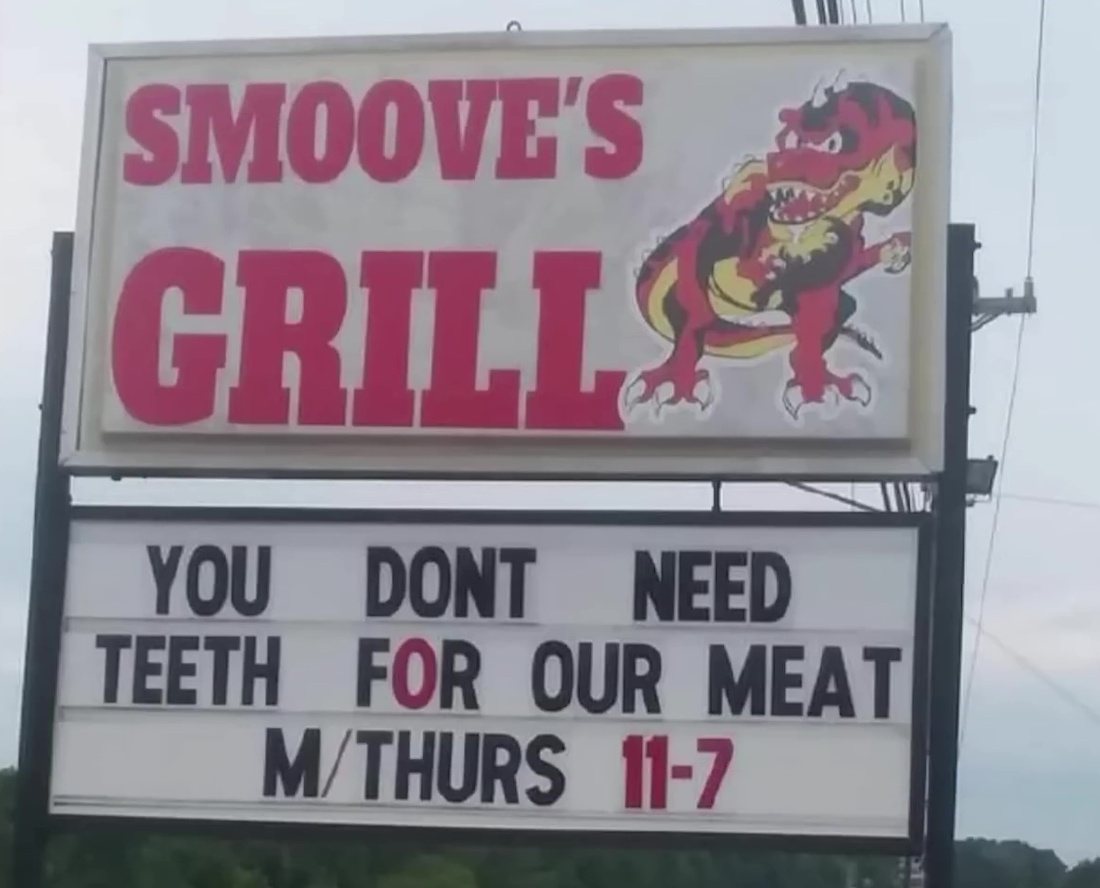 SMOOVE'S
GRILL
YOU DONT NEED
TEETH FOR OUR MEAT
M/THURS 11-7